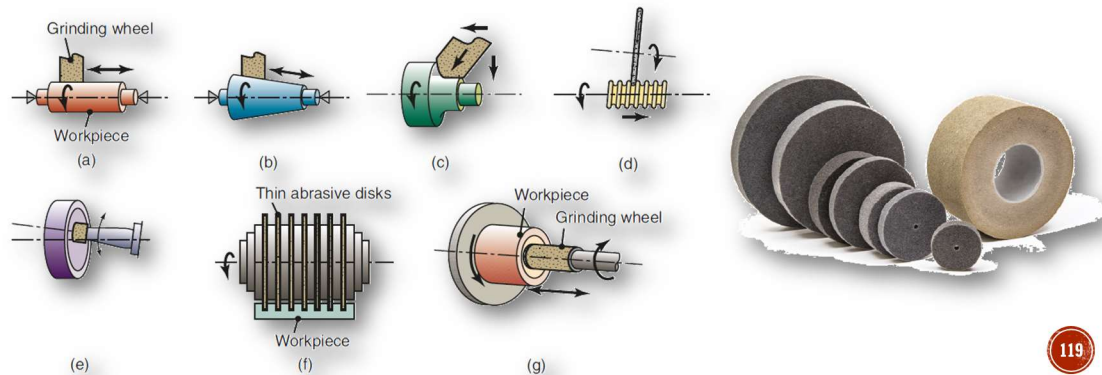 Grinding wheel
Workpiece
(a)
(b)
(c)
(d)
Thin abrasive disks
Workpiece
Grinding wheel
Workpiece
(e)
(f)
(g)
119